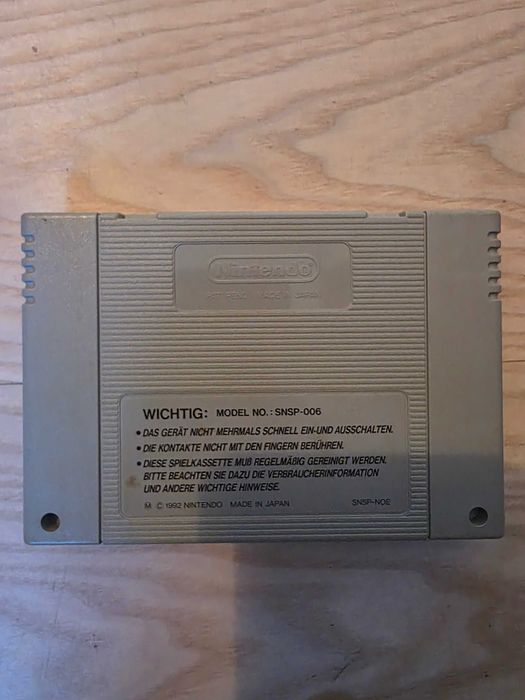 Nintendo
PAT. PEND. MADE IN JAPAN
WICHTIG: MODEL NO.: SNSP-006
• DAS GERÄT NICHT MEHRMALS SCHNELL EIN-UND AUSSCHALTEN.
• DIE KONTAKTE NICHT MIT DEN FINGERN BERÜHREN.
• DIESE SPIELKASSETTE MUß REGELMÄßIG GEREINIGT WERDEN.
BITTE BEACHTEN SIE DAZU DIE VERBRAUCHERINFORMATION
UND ANDERE WICHTIGE HINWEISE.
Ⓜ © 1992 NINTENDO MADE IN JAPAN SNSP-NOE